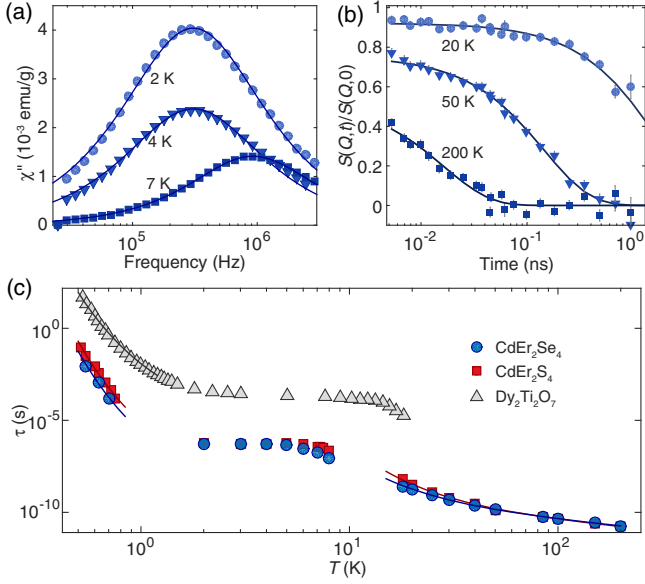 (a)
4
3
2
1
0
χ'' (10⁻³ emu/g)
2 K
4 K
7 K
10⁵
10⁶
Frequency (Hz)
(b)
1
0.8
0.6
0.4
0.2
0
S(Q,t)/S(Q,0)
20 K
50 K
200 K
10⁻²
10⁻¹
10⁰
Time (ns)
(c)
10⁰
10⁻⁵
10⁻¹⁰
τ (s)
CdEr₂Se₄
CdEr₂S₄
Dy₂Ti₂O₇
10⁰
10¹
10²
T (K)